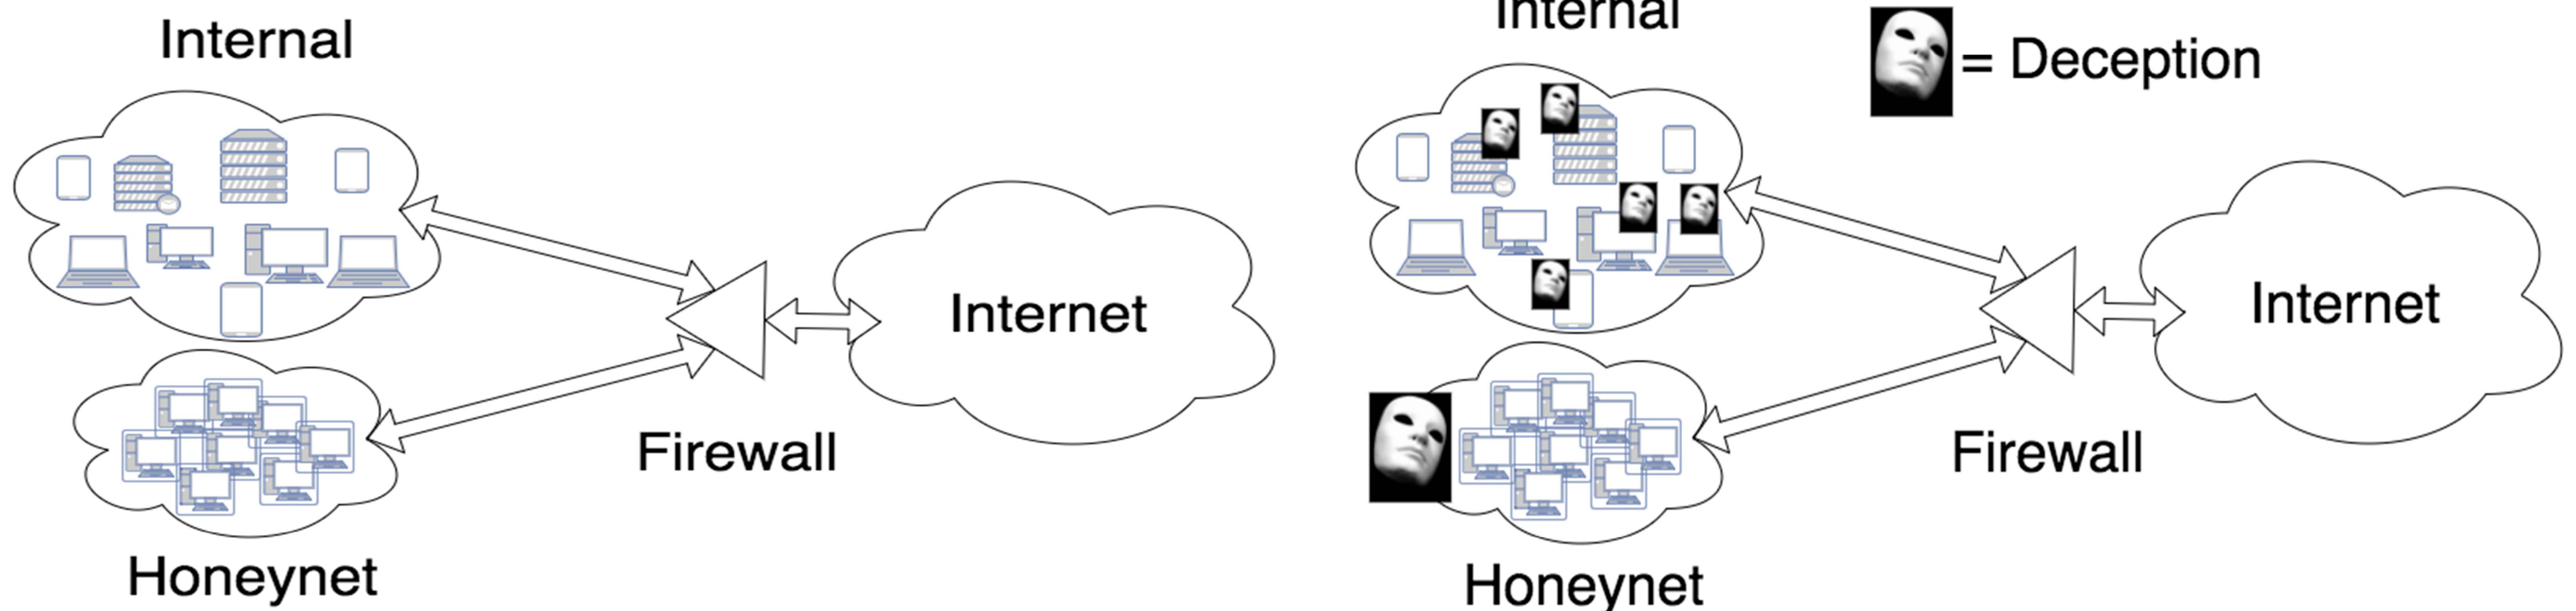 Internal
Internet
Firewall
Honeynet
Internal
= Deception
Internet
Firewall
Honeynet